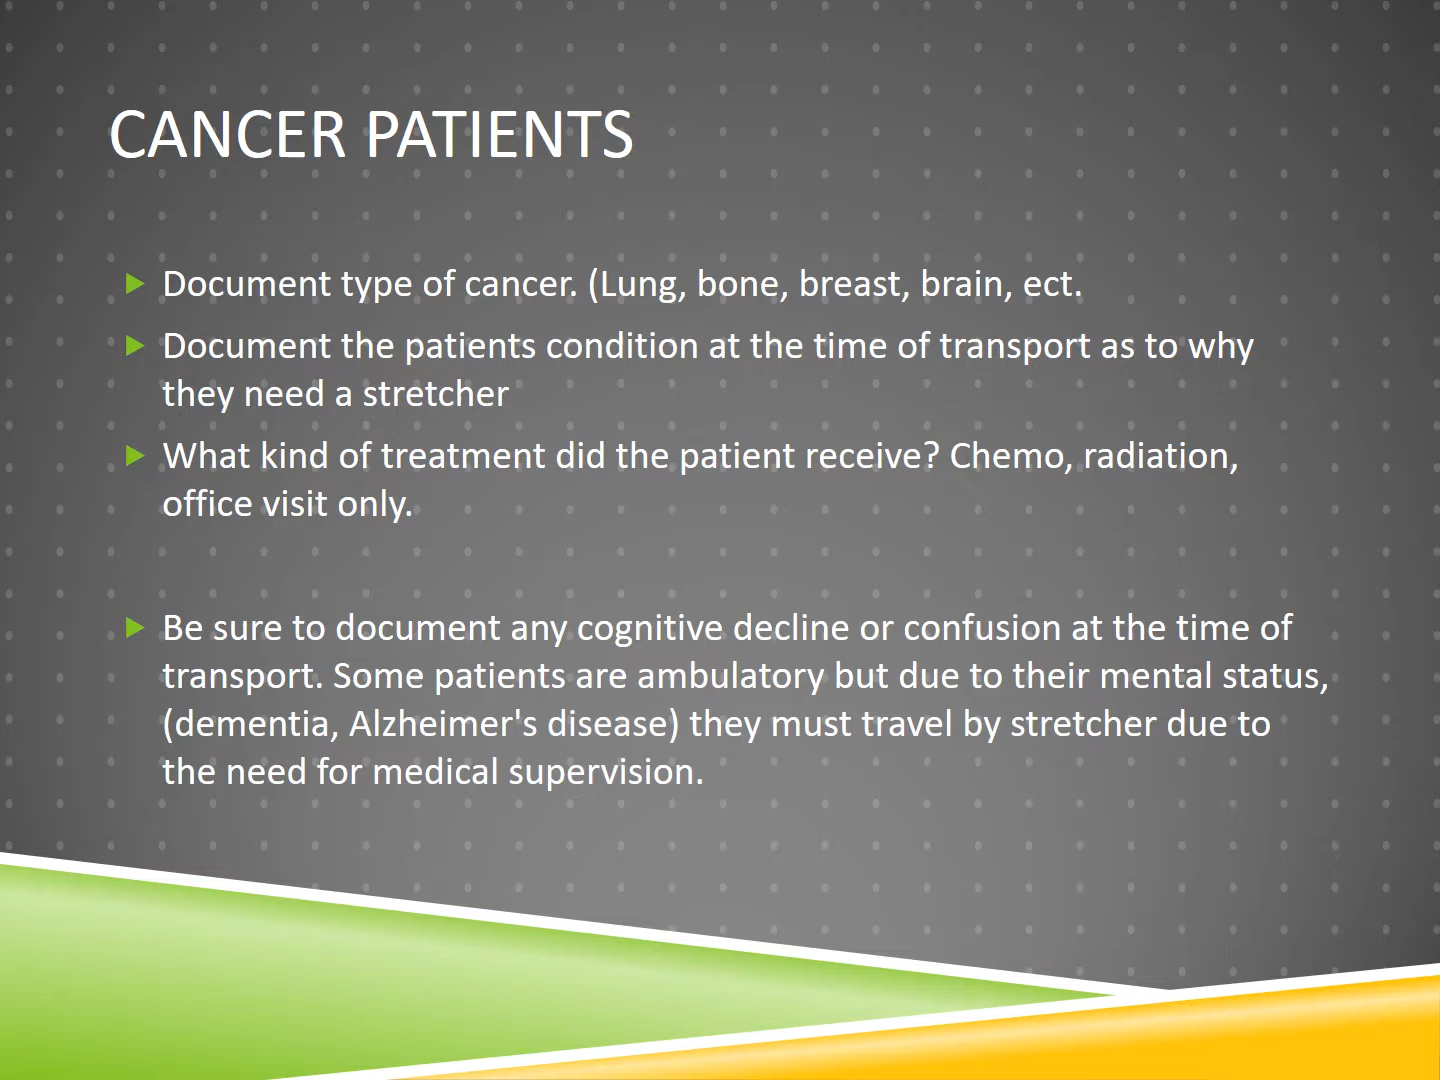 CANCER PATIENTS
Document type of cancer. (Lung, bone, breast, brain, ect.
Document the patients condition at the time of transport as to why
they need a stretcher
What kind of treatment did the patient receive? Chemo, radiation,
office visit only.
Be sure to document any cognitive decline or confusion at the time of
transport. Some patients are ambulatory but due to their mental status,
(dementia, Alzheimer's disease) they must travel by stretcher due to
the need for medical supervision.